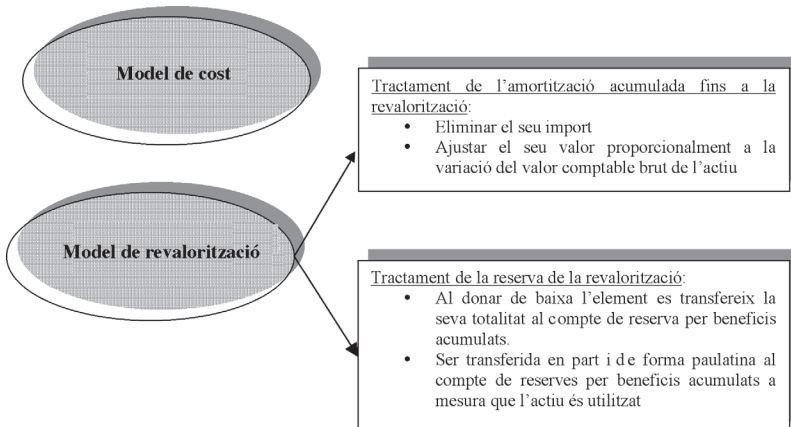 Model de cost
Tractament de l'amortització acumulada fins a la
revalorització:
• Eliminar el seu import
• Ajustar el seu valor proporcionalment a la
variació del valor comptable brut de l'actiu
Model de revalorització
Tractament de la reserva de la revalorització:
• Al donar de baixa l'element es transfereix la
seva totalitat al compte de reserva per beneficis
acumulats.
• Ser transferida en part i de forma paulatina al
compte de reserves per beneficis acumulats a
mesura que l'actiu és utilitzat